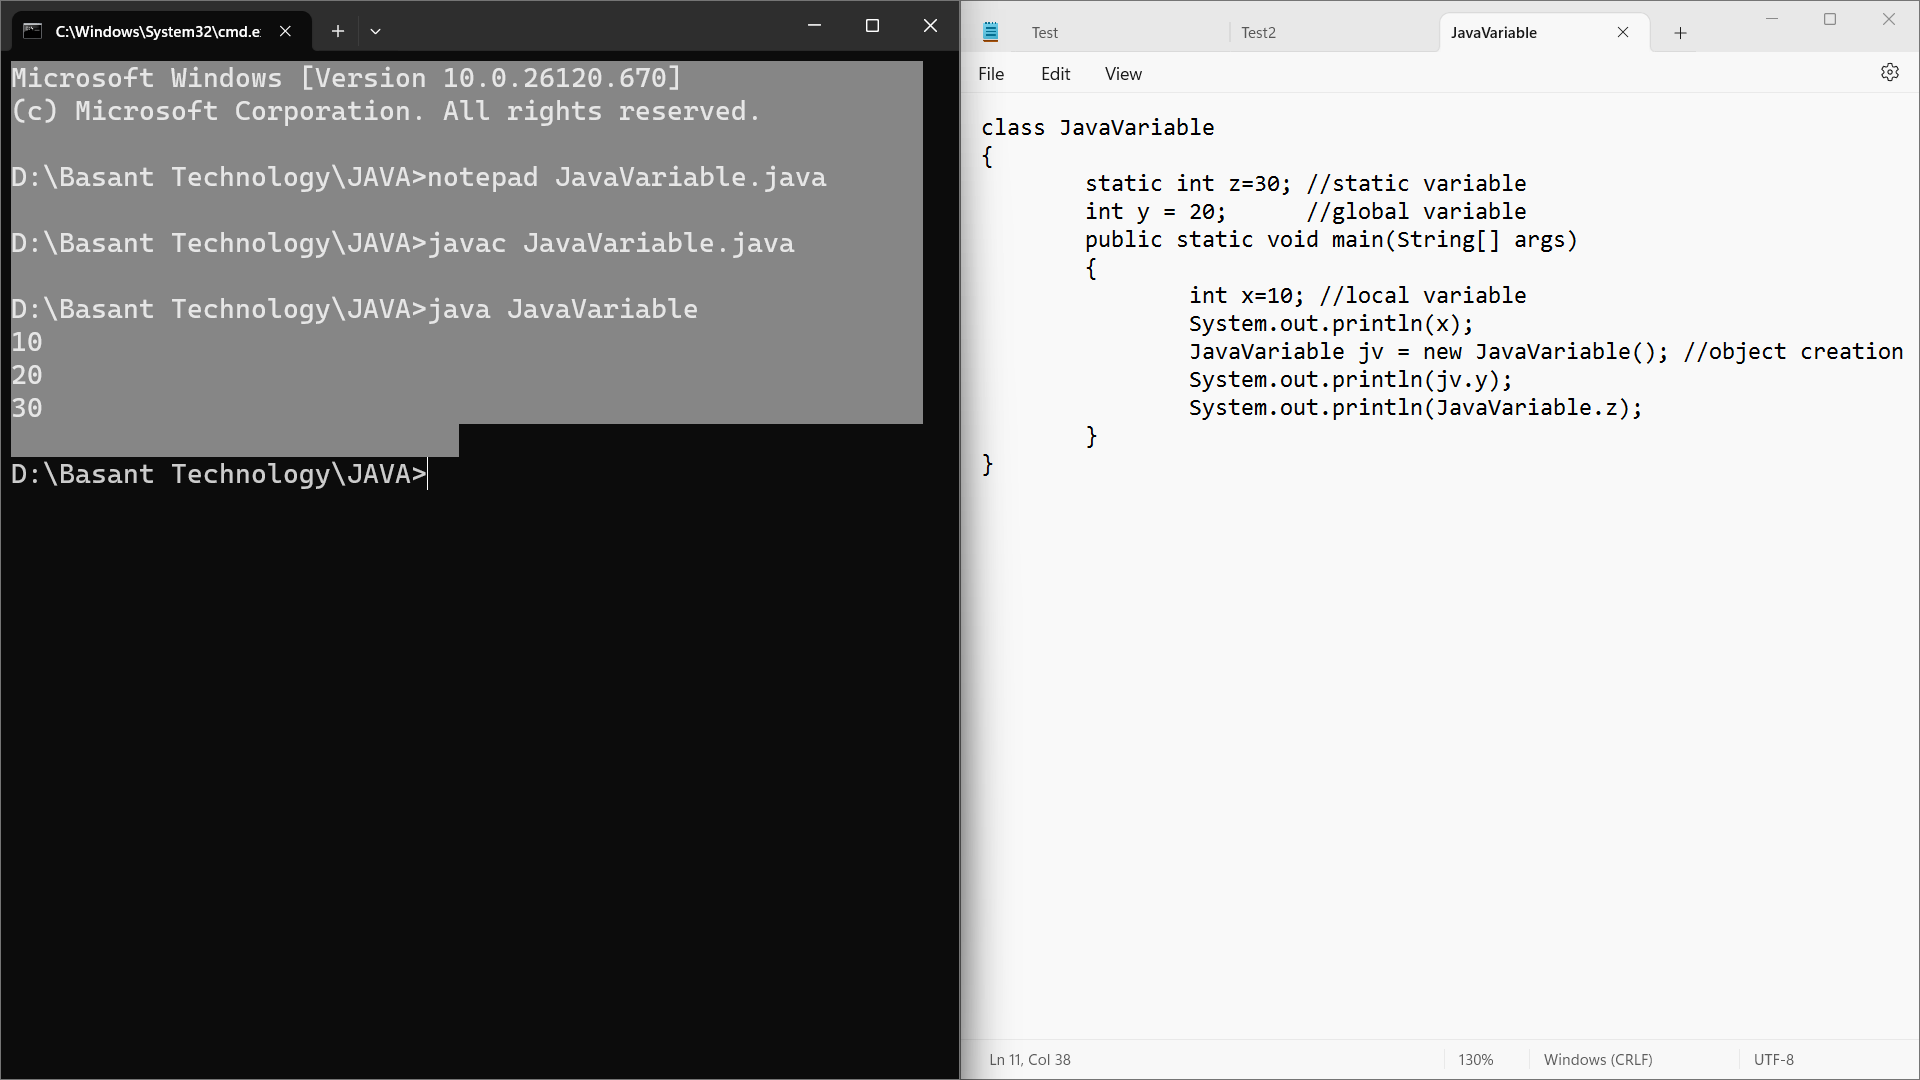 C:\Windows\System32\cmd.e
Microsoft Windows [Version 10.0.26120.670]
(c) Microsoft Corporation. All rights reserved.
D:\Basant Technology\JAVA>notepad JavaVariable.java
D:\Basant Technology\JAVA>javac JavaVariable.java
D:\Basant Technology\JAVA>java JavaVariable
10
20
30
D:\Basant Technology\JAVA>
Test
Test2
JavaVariable
File Edit View
class JavaVariable
{
static int z=30; //static variable
int y = 20; //global variable
public static void main(String[] args)
{
int x=10; //local variable
System.out.println(x);
JavaVariable jv = new JavaVariable(); //object creation
System.out.println(jv.y);
System.out.println(JavaVariable.z);
}
}
Ln 11, Col 38
130%
Windows (CRLF)
UTF-8